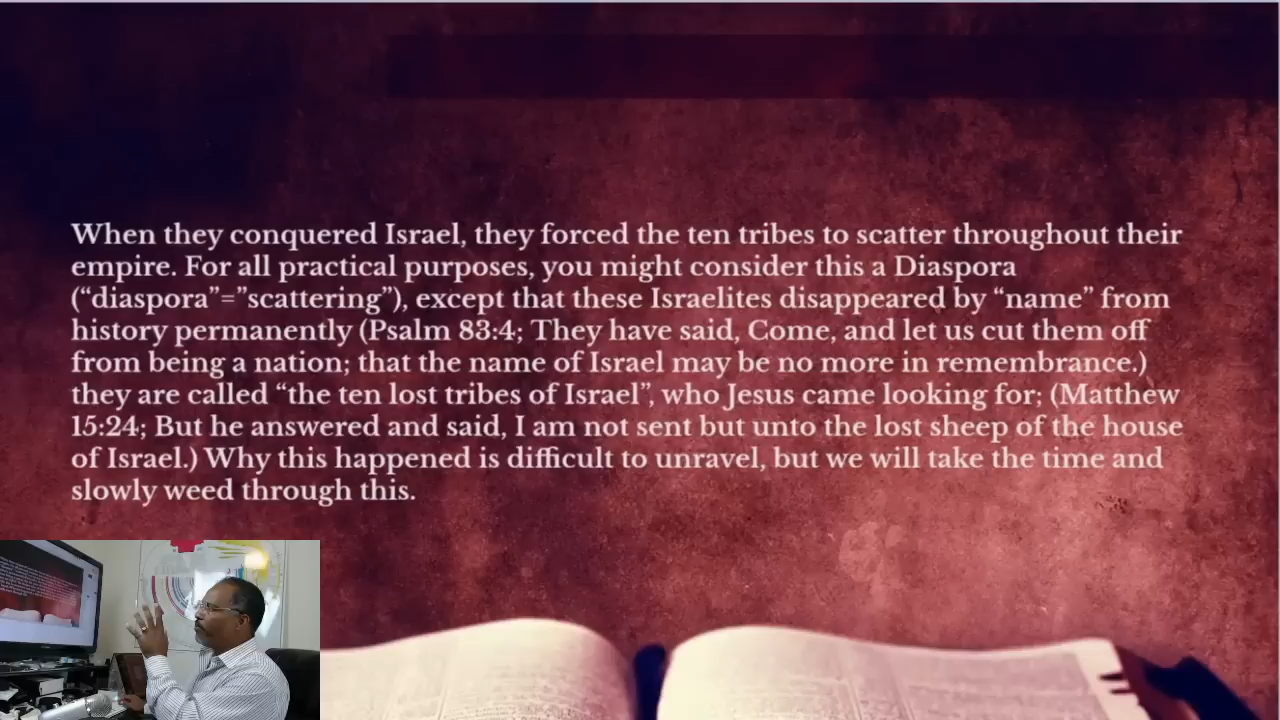 When they conquered Israel, they forced the ten tribes to scatter throughout their
empire. For all practical purposes, you might consider this a Diaspora
(“diaspora”=”scattering”), except that these Israelites disappeared by “name” from
history permanently (Psalm 83:4; They have said, Come, and let us cut them off
from being a nation; that the name of Israel may be no more in remembrance.)
they are called “the ten lost tribes of Israel”, who Jesus came looking for; (Matthew
15:24; But he answered and said, I am not sent but unto the lost sheep of the house
of Israel.) Why this happened is difficult to unravel, but we will take the time and
slowly weed through this.